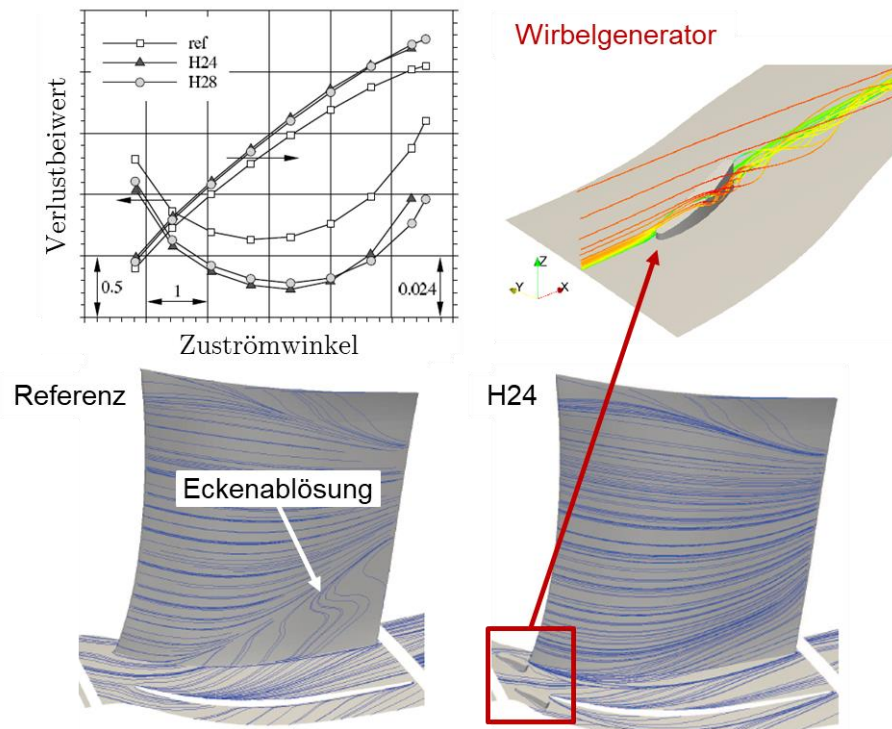 ref
H24
H28
Verlustbeiwert
0.5
1
0.024
Zuströmwinkel
Wirbelgenerator
Z
Y
X
Referenz
Eckenablösung
H24